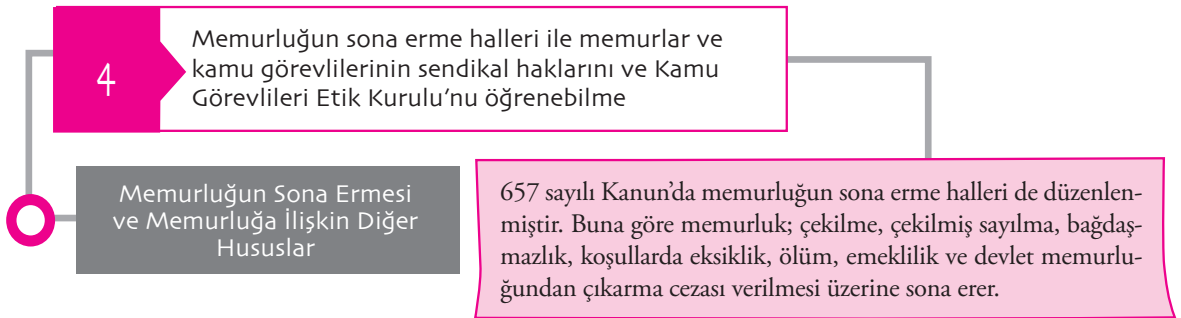 4
Memurluğun sona erme halleri ile memurlar ve
kamu görevlilerinin sendikal haklarını ve Kamu
Görevlileri Etik Kurulu'nu öğrenebilme
Memurluğun Sona Ermesi
ve Memurluğa İlişkin Diğer
Hususlar
657 sayılı Kanun'da memurluğun sona erme halleri de düzenlen-
miştir. Buna göre memurluk; çekilme, çekilmiş sayılma, bağdaş-
mazlık, koşullarda eksiklik, ölüm, emeklilik ve devlet memurlu-
ğundan çıkarma cezası verilmesi üzerine sona erer.